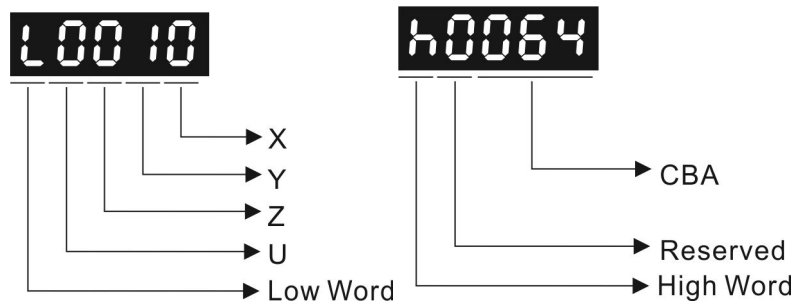 L0010
X
Y
Z
U
Low Word
h0064
CBA
Reserved
High Word